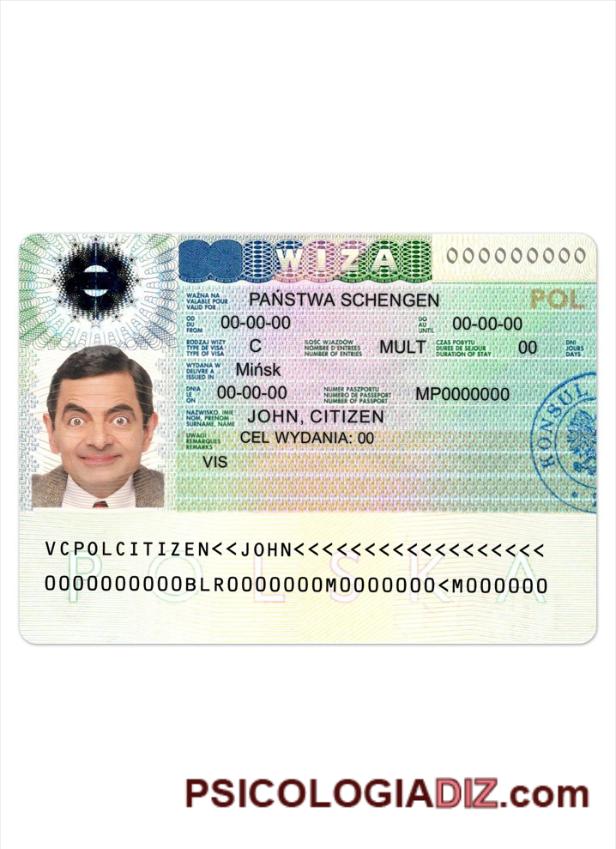 WIZA 000000000
WAŻNA NA
VALABLE POUR
VALID FOR
PAŃSTWA SCHENGEN POL
OD
DU
FROM
00-00-00
DO
AU
UNTIL
00-00-00
RODZAJ WIZY
TYPE DE VISA
TYPE OF VISA
C
ILOŚĆ WJAZDÓW
NOMBRE D'ENTRÉES
NUMBER OF ENTRIES
MULT
CZAS POBYTU
DUREE DE SEJOUR
DURATION OF STAY
00
DNI
JOURS
DAYS
WYDANA W
DELIVRE A
ISSUED IN
Mińsk
DNIA
LE
ON
00-00-00
NUMER PASZPORTU
NUMERO DE PASSEPORT
NUMBER OF PASSPORT
MP0000000
NAZWISKO, IMIĘ
NOM, PRENOM
SURNAME, NAME
JOHN, CITIZEN
UWAGI
REMARQUES
REMARKS
CEL WYDANIA: 00
VIS
KONSUL
VCPOLCITIZEN<<JOHN<<<<<<<<<<<<<<<<<<<
0000000000BLR0000000M0000000<M000000
POLSKA
PSICOLOGIADIZ.com